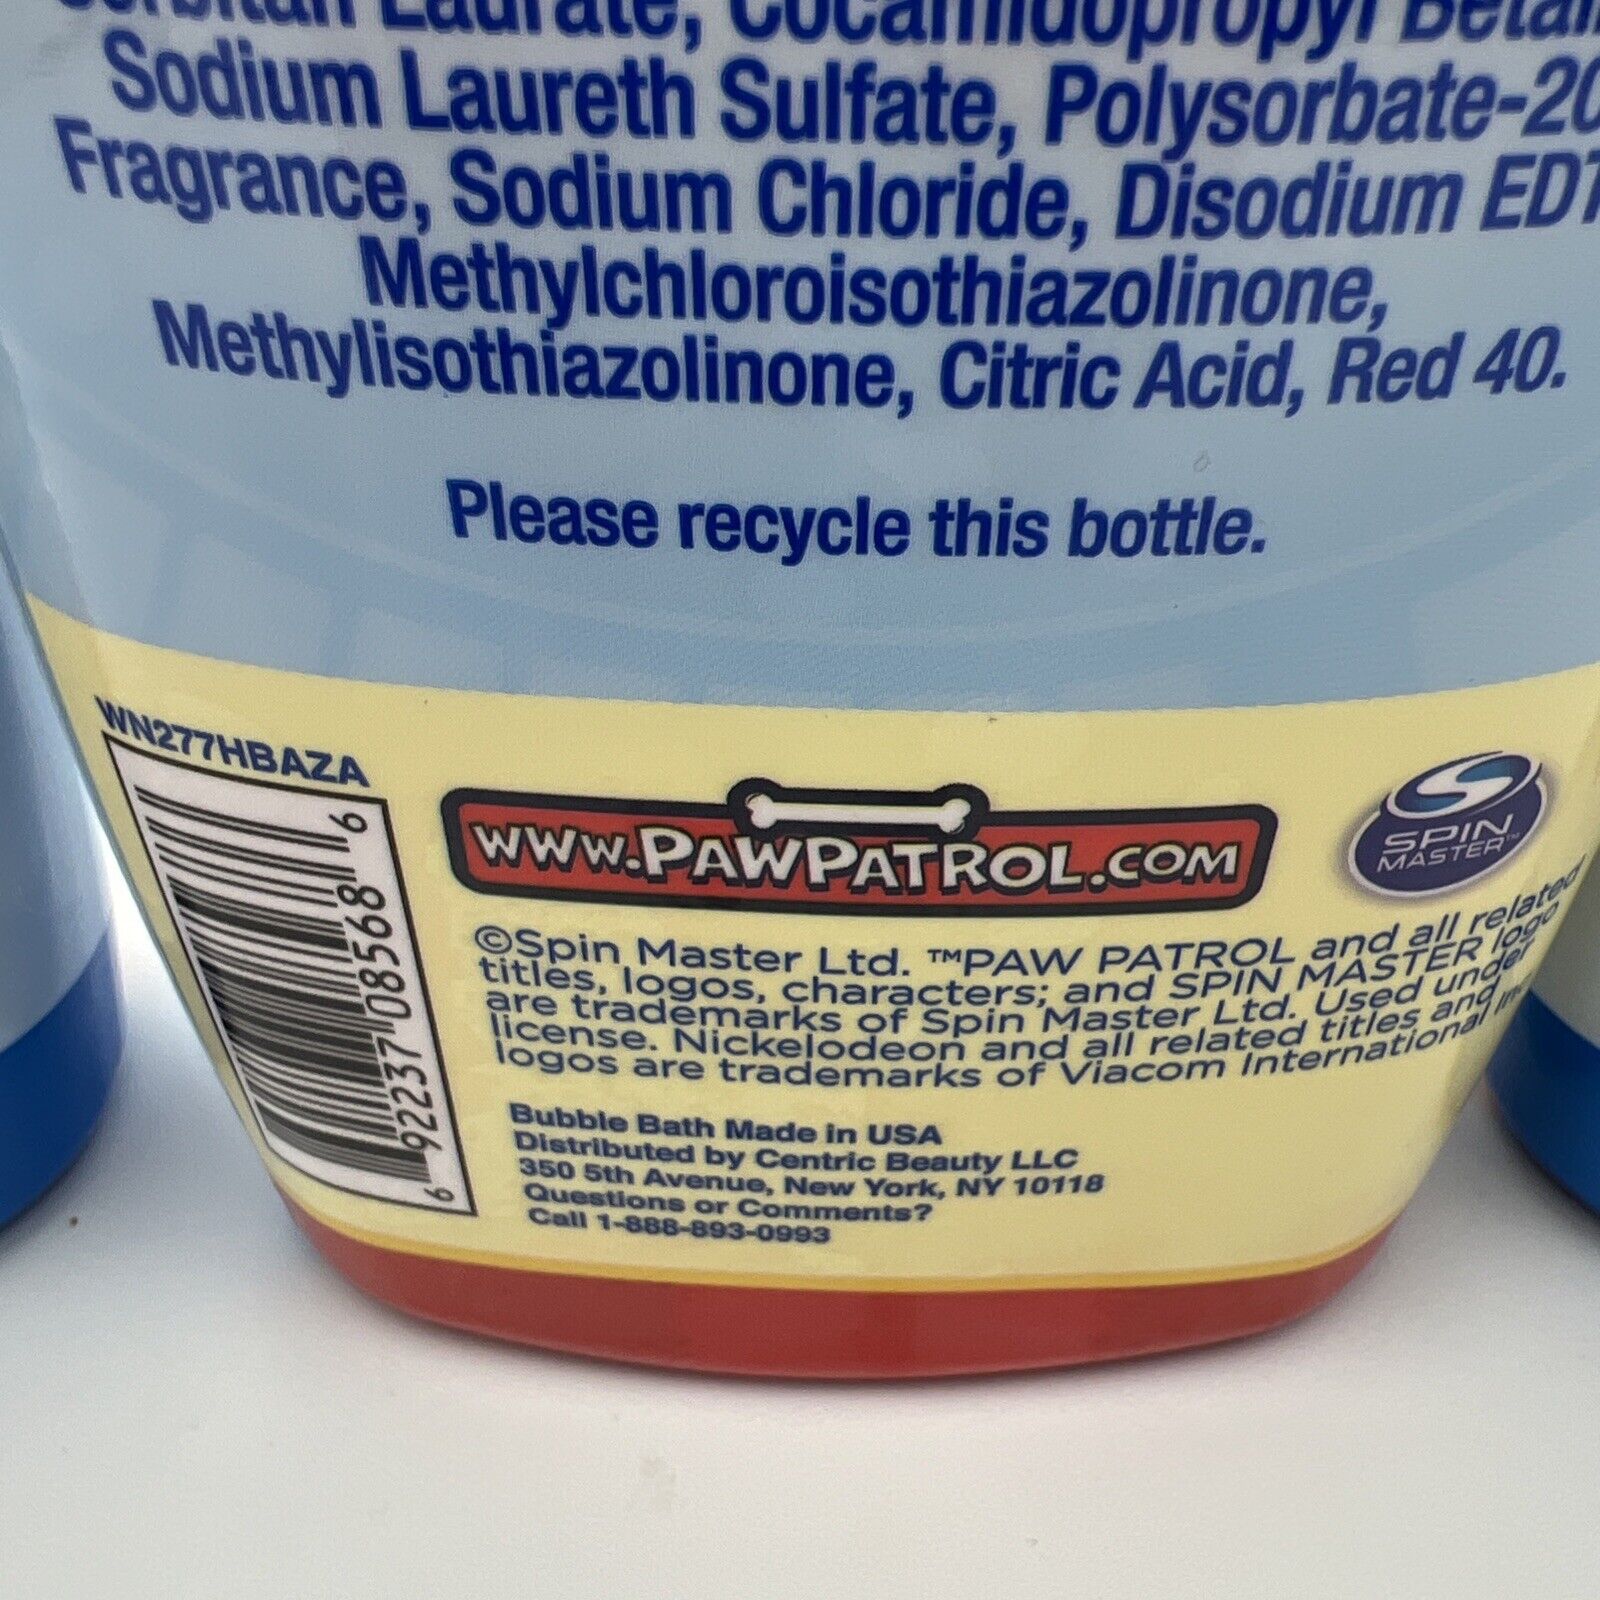 Laurate, Cocamidopropyl
Sodium Laureth Sulfate, Polysorbate-20
Fragrance, Sodium Chloride, Disodium EDT
Methylchloroisothiazolinone,
Methylisothiazolinone, Citric Acid, Red 40.
Please recycle this bottle.
WN277HBAZA
6 92237 08568 6
WWW.PAWPATROL.COM
SPIN
MASTER™
©Spin Master Ltd. ™PAW PATROL and all related
titles, logos, characters; and SPIN MASTER logo
are trademarks of Spin Master Ltd. Used under
license. Nickelodeon and all related titles and
logos are trademarks of Viacom International
Bubble Bath Made in USA
Distributed by Centric Beauty LLC
350 5th Avenue, New York, NY 10118
Questions or Comments?
Call 1-888-893-0993